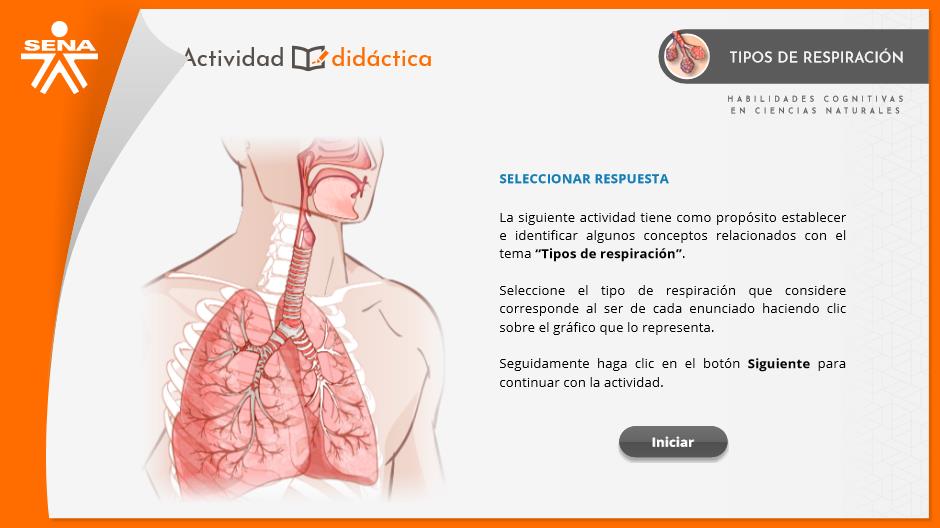 SENA
Actividad didáctica
TIPOS DE RESPIRACIÓN
HABILIDADES COGNITIVAS
EN CIENCIAS NATURALES
SELECCIONAR RESPUESTA
La siguiente actividad tiene como propósito establecer
e identificar algunos conceptos relacionados con el
tema “Tipos de respiración”.
Seleccione el tipo de respiración que considere
corresponde al ser de cada enunciado haciendo clic
sobre el gráfico que lo representa.
Seguidamente haga clic en el botón Siguiente para
continuar con la actividad.
Iniciar